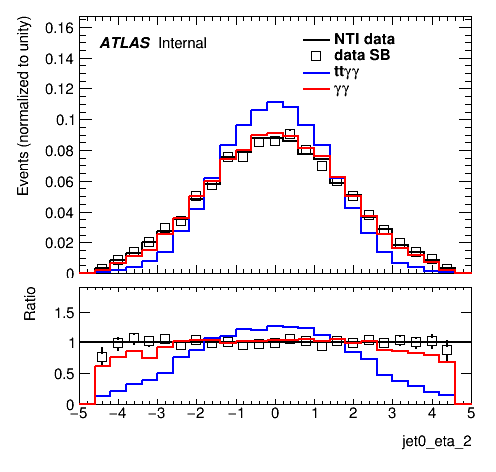 ATLAS Internal
NTI data
data SB
ttγγ
γγ
Events (normalized to unity)
0.16
0.14
0.12
0.1
0.08
0.06
0.04
0.02
0
Ratio
1.5
1
0.5
0
−5 −4 −3 −2 −1 0 1 2 3 4 5
jet0_eta_2